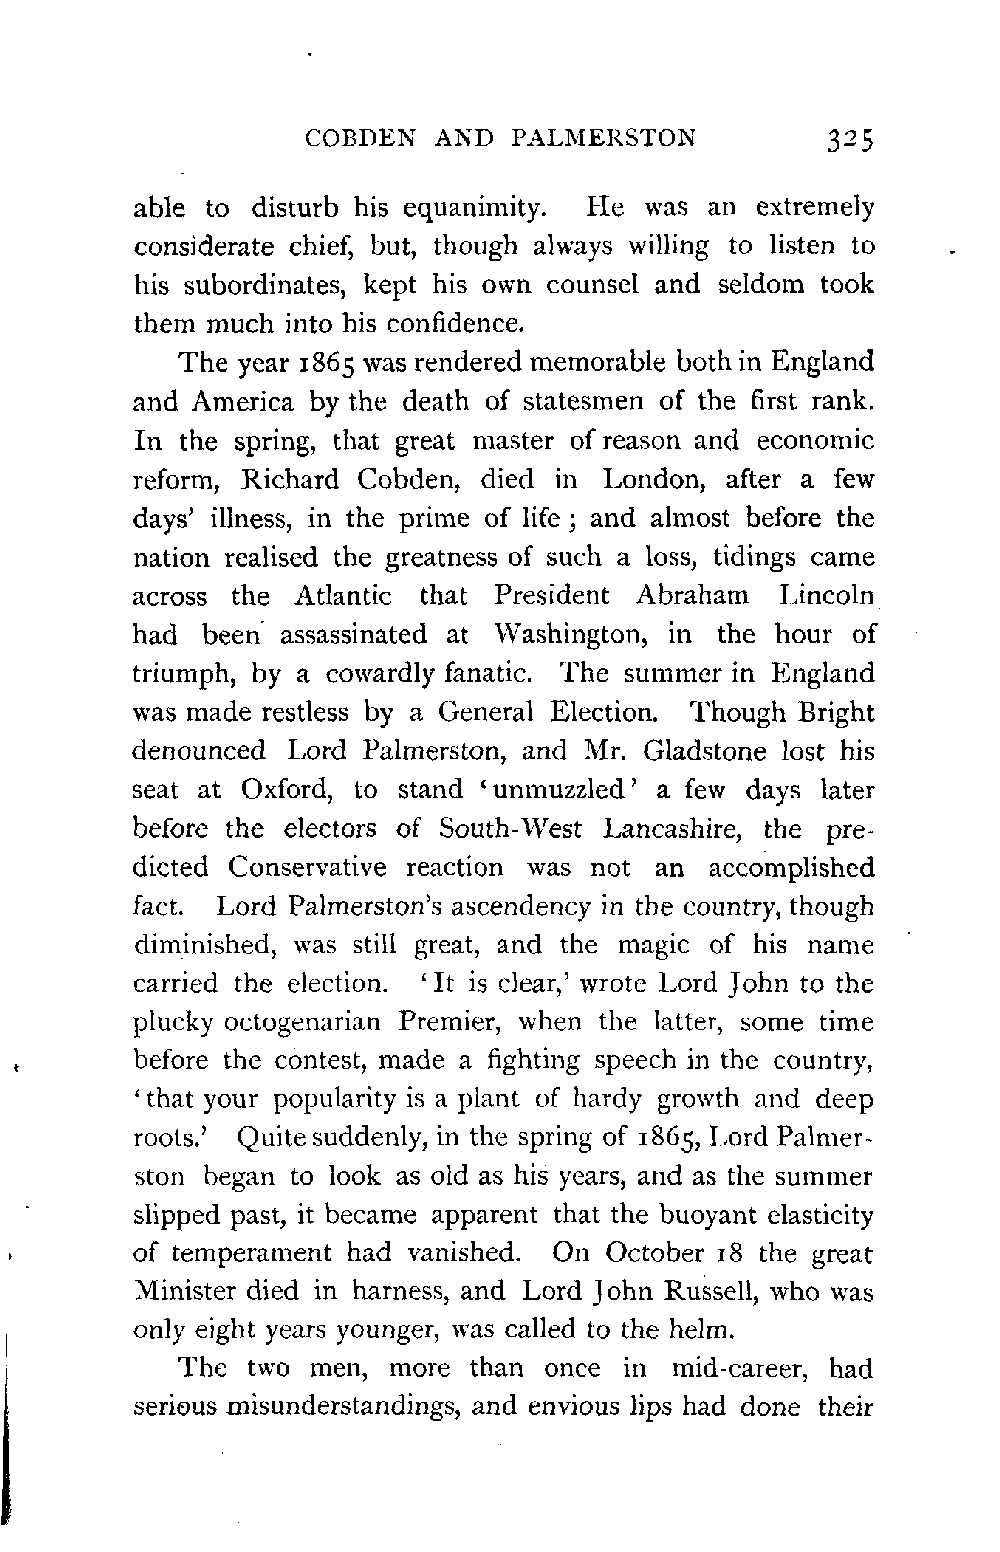 COBDEN AND PALMERSTON 325
able to disturb his equanimity. He was an extremely
considerate chief, but, though always willing to listen to
his subordinates, kept his own counsel and seldom took
them much into his confidence.
The year 1865 was rendered memorable both in England
and America by the death of statesmen of the first rank.
In the spring, that great master of reason and economic
reform, Richard Cobden, died in London, after a few
days' illness, in the prime of life; and almost before the
nation realised the greatness of such a loss, tidings came
across the Atlantic that President Abraham Lincoln
had been assassinated at Washington, in the hour of
triumph, by a cowardly fanatic. The summer in England
was made restless by a General Election. Though Bright
denounced Lord Palmerston, and Mr. Gladstone lost his
seat at Oxford, to stand 'unmuzzled' a few days later
before the electors of South-West Lancashire, the pre-
dicted Conservative reaction was not an accomplished
fact. Lord Palmerston's ascendency in the country, though
diminished, was still great, and the magic of his name
carried the election. 'It is clear,' wrote Lord John to the
plucky octogenarian Premier, when the latter, some time
before the contest, made a fighting speech in the country,
'that your popularity is a plant of hardy growth and deep
roots.' Quite suddenly, in the spring of 1865, Lord Palmer-
ston began to look as old as his years, and as the summer
slipped past, it became apparent that the buoyant elasticity
of temperament had vanished. On October 18 the great
Minister died in harness, and Lord John Russell, who was
only eight years younger, was called to the helm.
The two men, more than once in mid-career, had
serious misunderstandings, and envious lips had done their